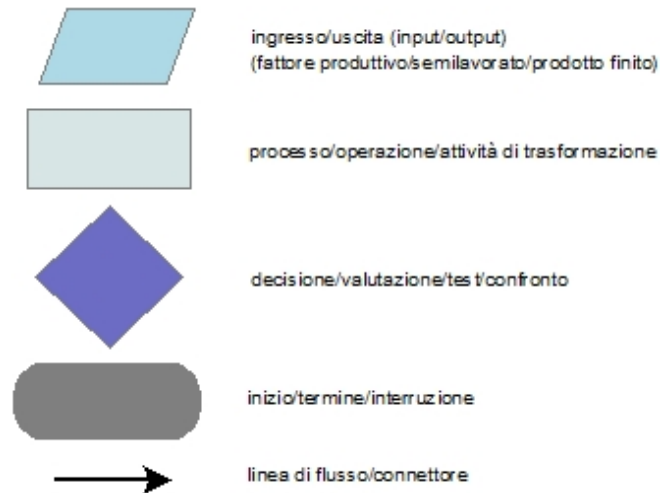 ingresso/uscita (input/output)
(fattore produttivo/semilavorato/prodotto finito)
processo/operazione/attività di trasformazione
decisione/valutazione/test/confronto
inizio/termine/interruzione
linea di flusso/connettore